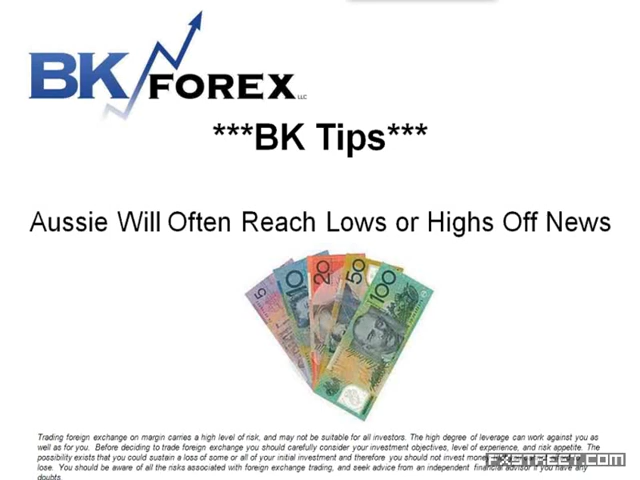 BK FOREX LLC
***BK Tips***
Aussie Will Often Reach Lows or Highs Off News
5 10 20 50 100
Trading foreign exchange on margin carries a high level of risk, and may not be suitable for all investors. The high degree of leverage can work against you as
well as for you.  Before deciding to trade foreign exchange you should carefully consider your investment objectives, level of experience, and risk appetite. The
possibility exists that you could sustain a loss of some or all of your initial investment and therefore you should not invest
lose.  You should be aware of all the risks associated with foreign exchange trading, and seek advice from an independent financial advisor if you have any
doubts.
FXSTREET.COM